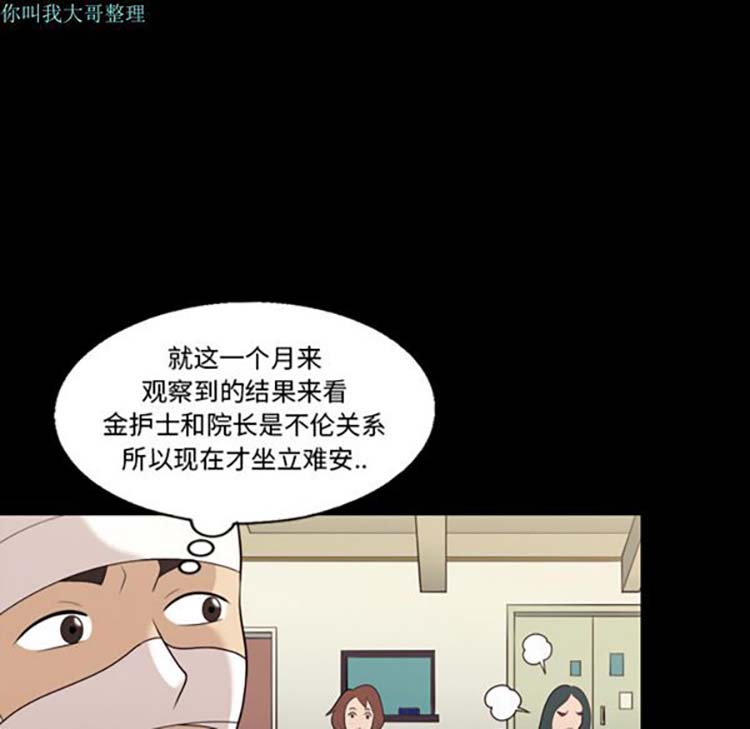 你叫我大哥整理
就这一个月来
观察到的结果来看
金护士和院长是不伦关系
所以现在才坐立难安..